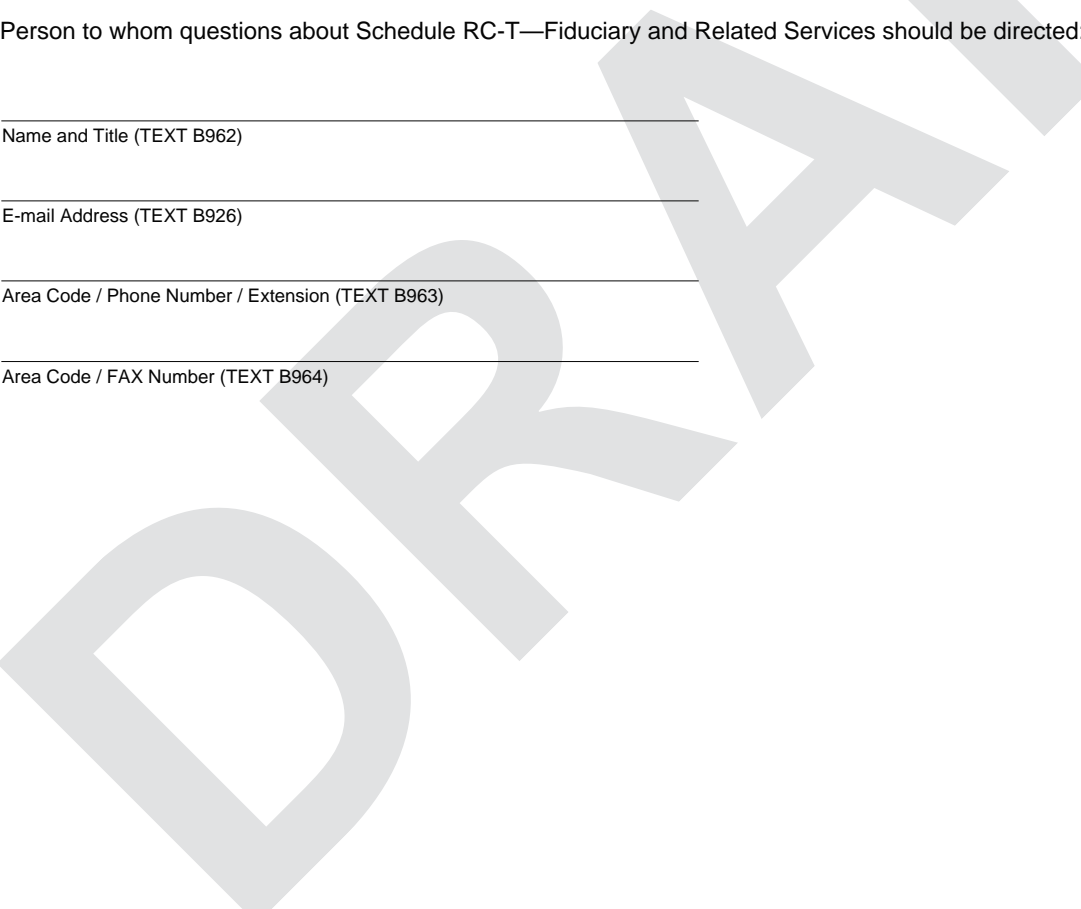 Person to whom questions about Schedule RC-T—Fiduciary and Related Services should be directed:
Name and Title (TEXT B962)
E-mail Address (TEXT B926)
Area Code / Phone Number / Extension (TEXT B963)
Area Code / FAX Number (TEXT B964)
DRA